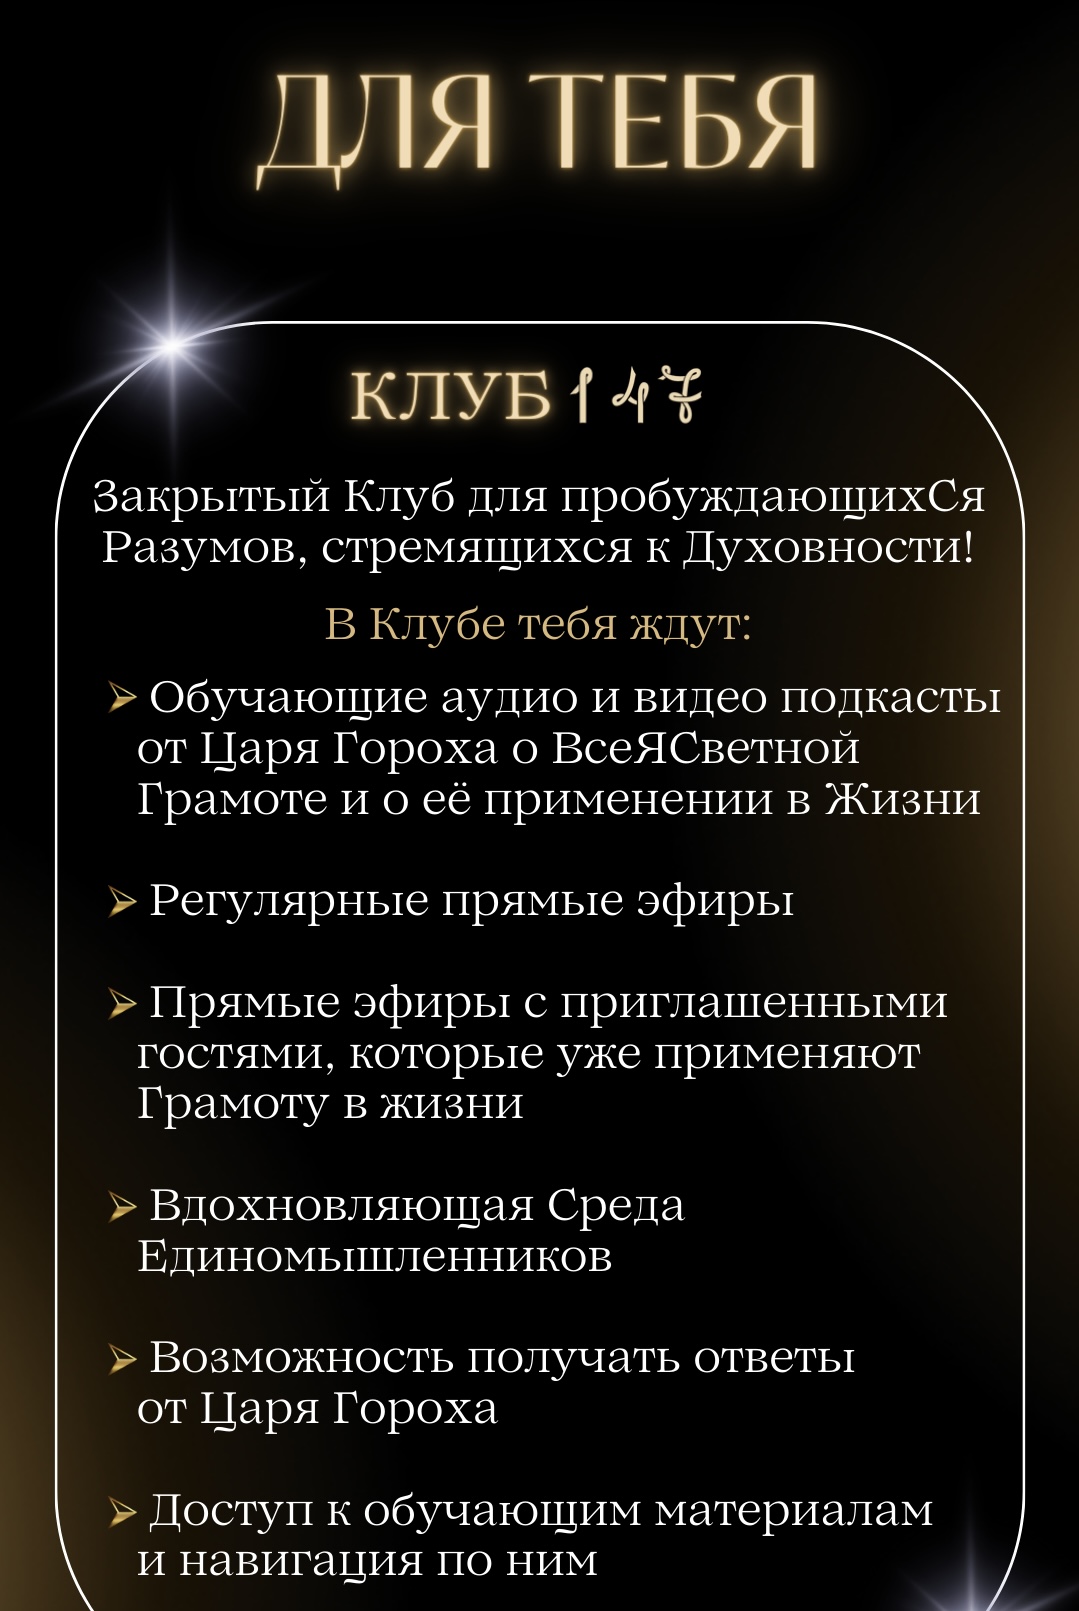 ДЛЯ ТЕБЯ
КЛУБ 147
Закрытый Клуб для пробуждающихСя
Разумов, стремящихся к Духовности!
В Клубе тебя ждут:
➢ Обучающие аудио и видео подкасты
от Царя Гороха о ВсеЯСветной
Грамоте и о её применении в Жизни
➢ Регулярные прямые эфиры
➢ Прямые эфиры с приглашенными
гостями, которые уже применяют
Грамоту в жизни
➢ Вдохновляющая Среда
Единомышленников
➢ Возможность получать ответы
от Царя Гороха
➢ Доступ к обучающим материалам
и навигация по ним